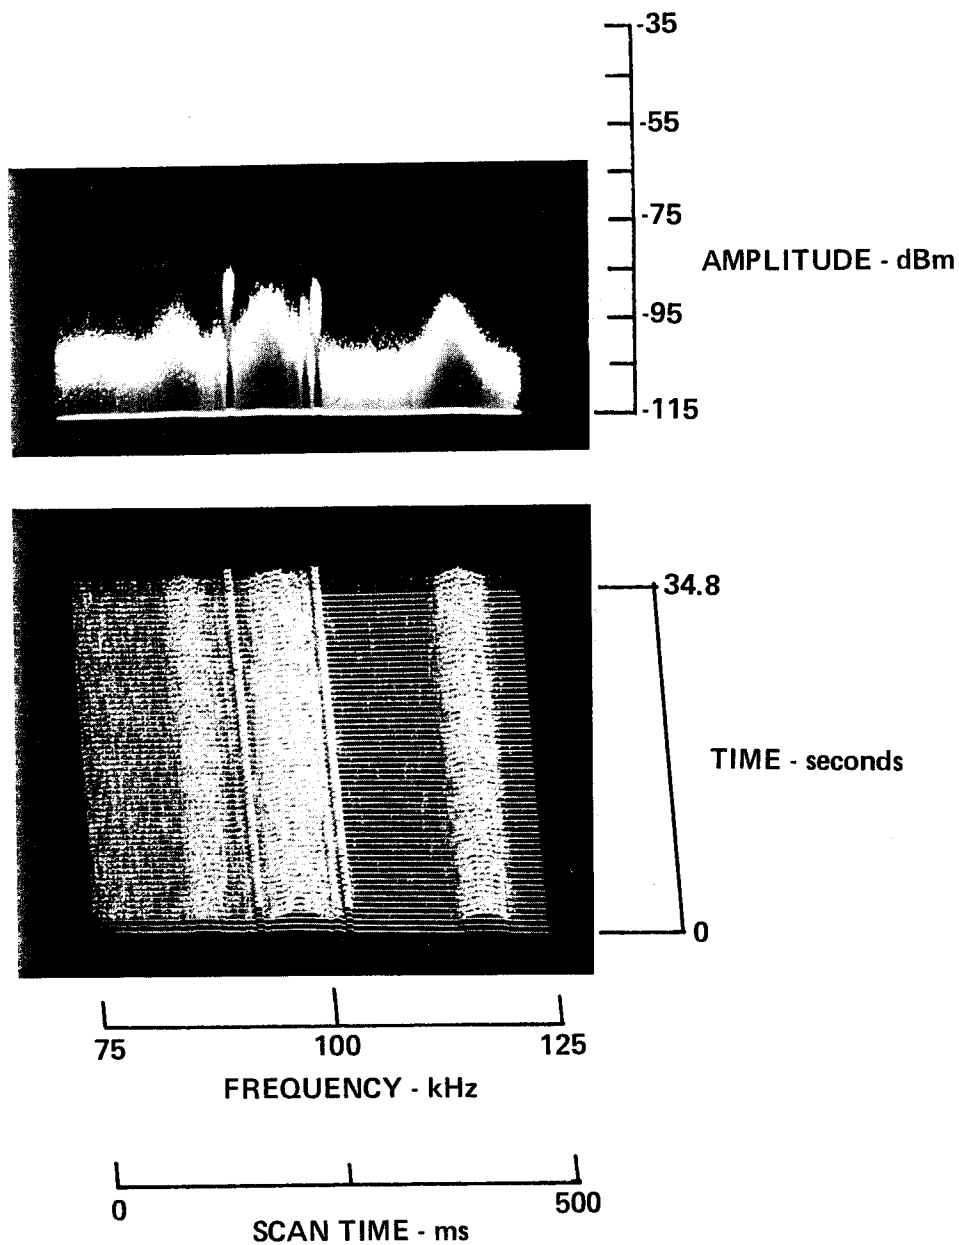 -35
-55
-75
AMPLITUDE - dBm
-95
-115
34.8
TIME - seconds
0
75 100 125
FREQUENCY - kHz
0 500
SCAN TIME - ms